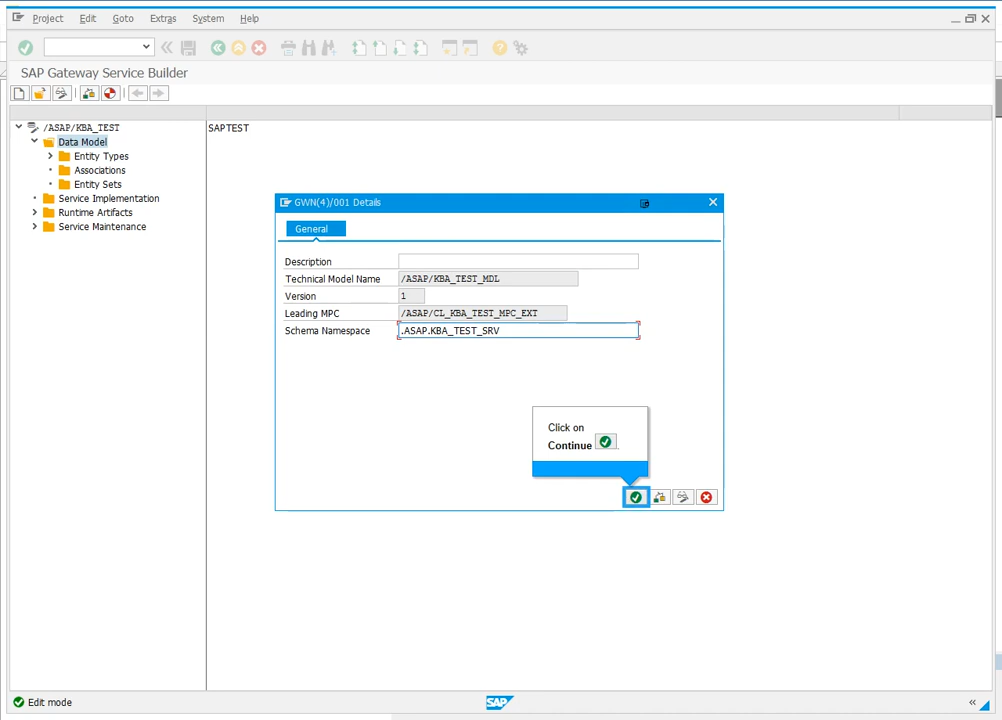 Project Edit Goto Extras System Help
SAP Gateway Service Builder
/ASAP/KBA_TEST
SAPTEST
Data Model
Entity Types
Associations
Entity Sets
Service Implementation
Runtime Artifacts
Service Maintenance
GWN(4)/001 Details
General
Description
Technical Model Name /ASAP/KBA_TEST_MDL
Version 1
Leading MPC /ASAP/CL_KBA_TEST_MPC_EXT
Schema Namespace .ASAP.KBA_TEST_SRV
Click on
Continue .
Edit mode
SAP